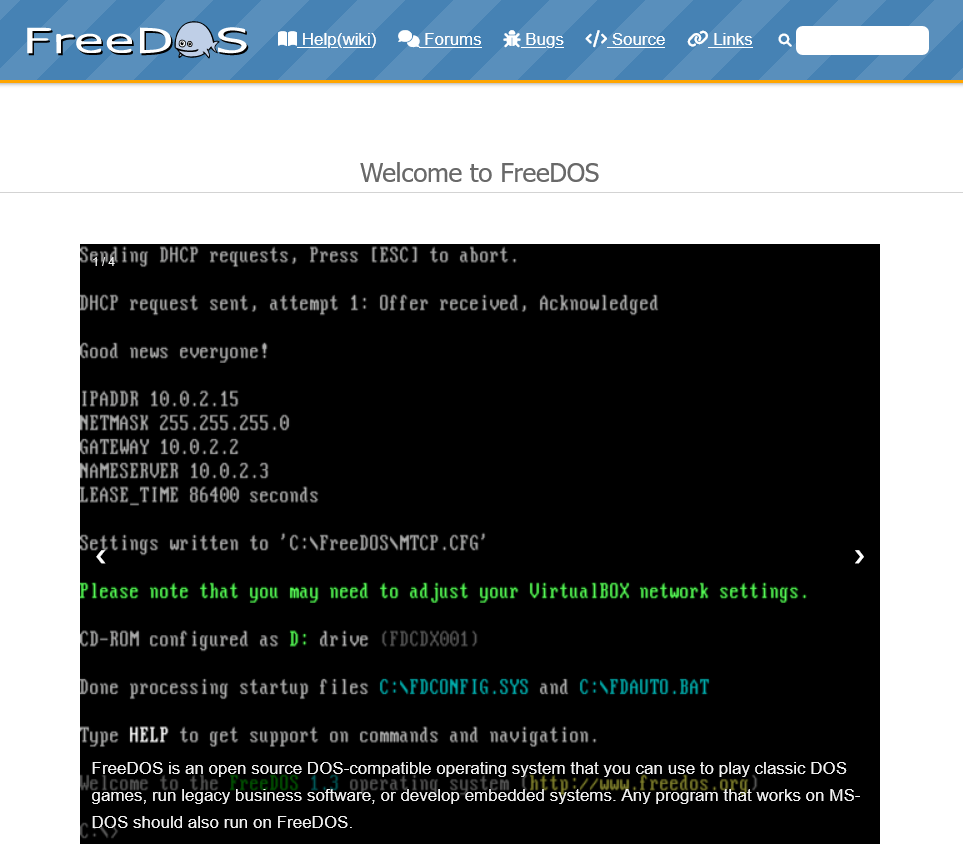 FreeDOS
Help(wiki) Forums Bugs Source Links
Welcome to FreeDOS
Sending DHCP requests, Press [ESC] to abort.
1 / 4
DHCP request sent, attempt 1: Offer received, Acknowledged
Good news everyone!
IPADDR 10.0.2.15
NETMASK 255.255.255.0
GATEWAY 10.0.2.2
NAMESERVER 10.0.2.3
LEASE_TIME 86400 seconds
Settings written to 'C:\FreeDOS\MTCP.CFG'
❮ ❯
Please note that you may need to adjust your VirtualBOX network settings.
CD-ROM configured as D: drive (FDCDX001)
Done processing startup files C:\FDCONFIG.SYS and C:\FDAUTO.BAT
Type HELP to get support on commands and navigation.
FreeDOS is an open source DOS-compatible operating system that you can use to play classic DOS
Welcome to the FreeDOS 1.3 operating system (http://www.freedos.org)
games, run legacy business software, or develop embedded systems. Any program that works on MS-
DOS should also run on FreeDOS.
C:\>